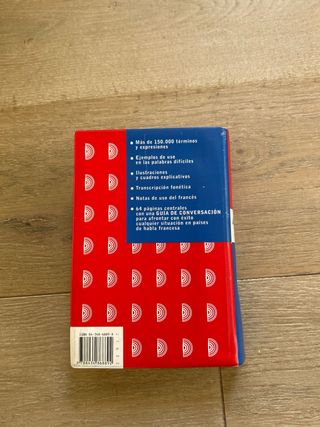 • Más de 150.000 términos
y expresiones
• Ejemplos de uso
en las palabras difíciles
• Ilustraciones
y cuadros explicativos
• Transcripción fonética
• Notas de uso del francés
• 64 páginas centrales
con una GUÍA DE CONVERSACIÓN
para afrontar con éxito
cualquier situación en países
de habla francesa